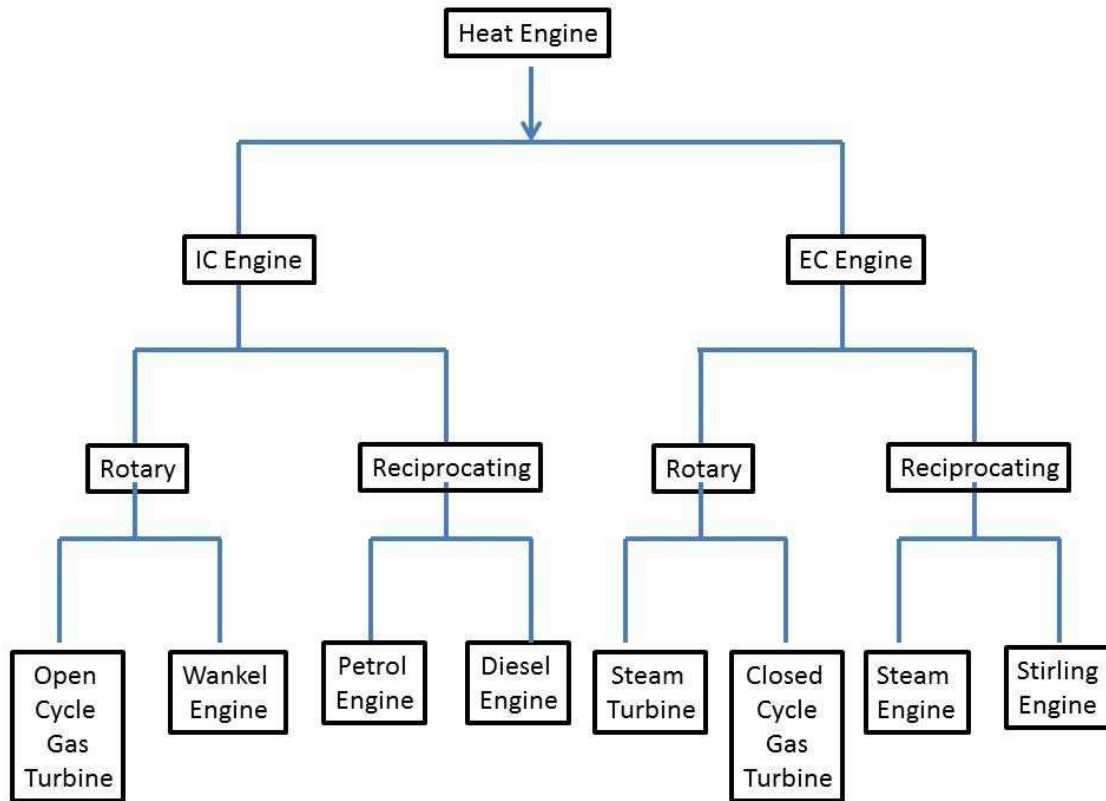 Heat Engine
IC Engine
EC Engine
Rotary
Reciprocating
Rotary
Reciprocating
Open
Cycle
Gas
Turbine
Wankel
Engine
Petrol
Engine
Diesel
Engine
Steam
Turbine
Closed
Cycle
Gas
Turbine
Steam
Engine
Stirling
Engine